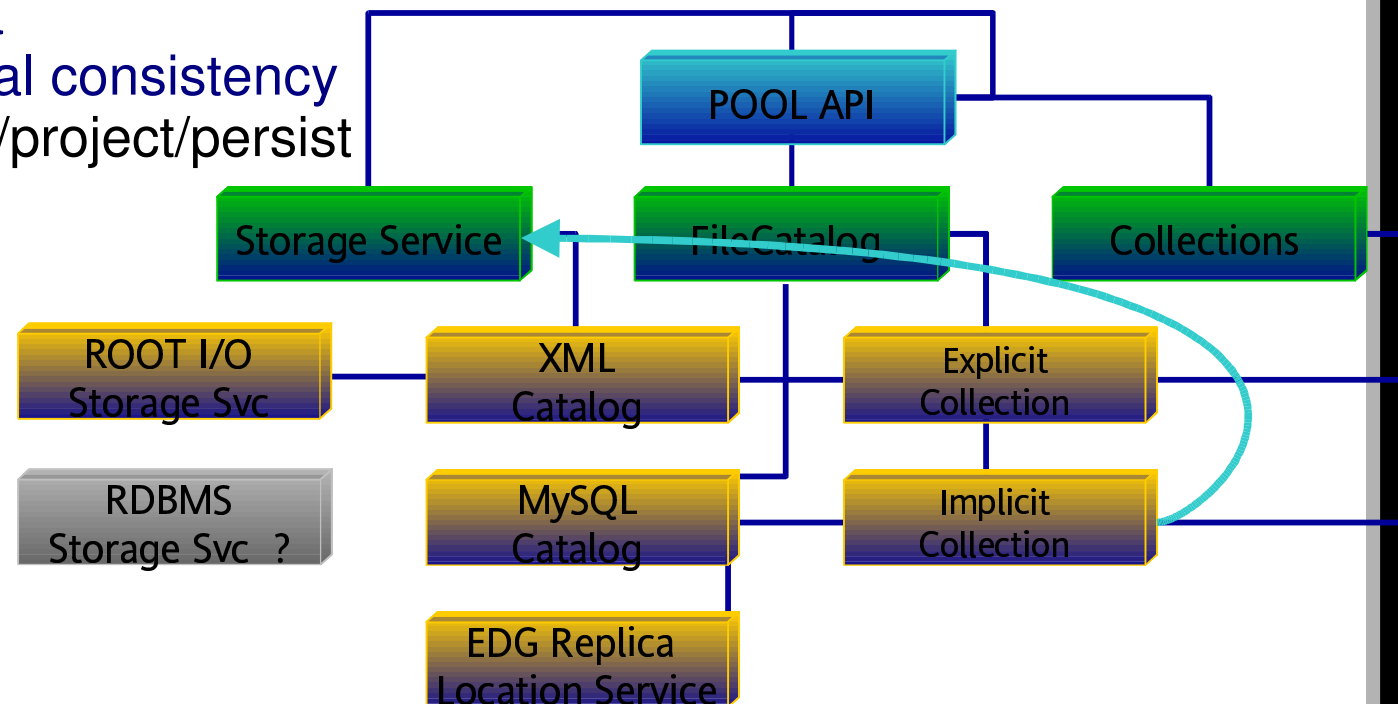 al consistency
/project/persist
POOL API
Storage Service
FileCatalog
Collections
ROOT I/O
Storage Svc
XML
Catalog
Explicit
Collection
RDBMS
Storage Svc ?
MySQL
Catalog
Implicit
Collection
EDG Replica
Location Service